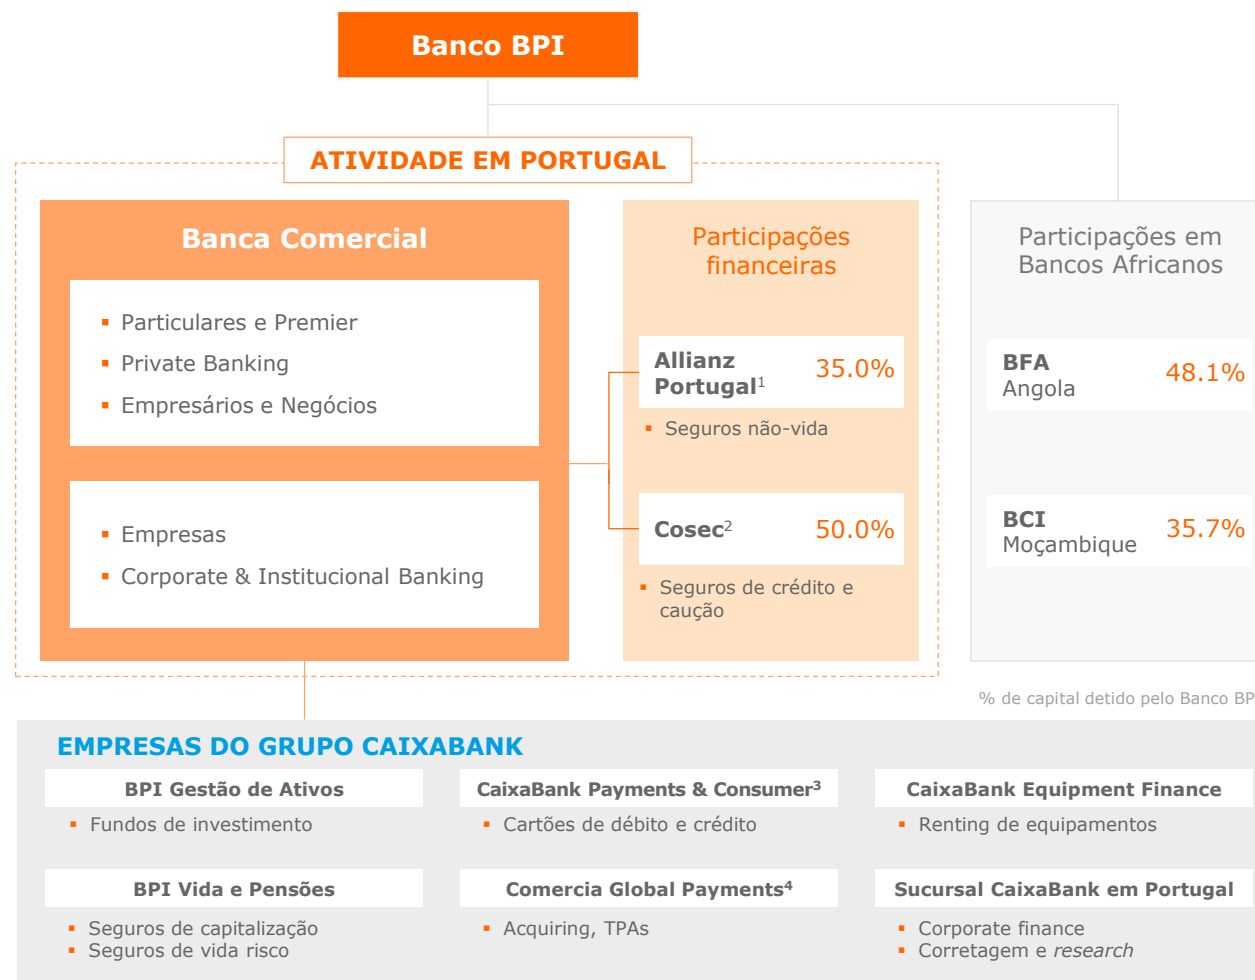 Banco BPI
ATIVIDADE EM PORTUGAL
Banca Comercial
▪ Particulares e Premier
▪ Private Banking
▪ Empresários e Negócios
▪ Empresas
▪ Corporate & Institucional Banking
Participações
financeiras
Allianz
Portugal¹
35.0%
▪ Seguros não-vida
Cosec²
50.0%
▪ Seguros de crédito e
caução
Participações em
Bancos Africanos
BFA
Angola
48.1%
BCI
Moçambique
35.7%
% de capital detido pelo Banco BP
EMPRESAS DO GRUPO CAIXABANK
BPI Gestão de Ativos
▪ Fundos de investimento
CaixaBank Payments & Consumer³
▪ Cartões de débito e crédito
CaixaBank Equipment Finance
▪ Renting de equipamentos
BPI Vida e Pensões
▪ Seguros de capitalização
▪ Seguros de vida risco
Comercia Global Payments⁴
▪ Acquiring, TPAs
Sucursal CaixaBank em Portugal
▪ Corporate finance
▪ Corretagem e research